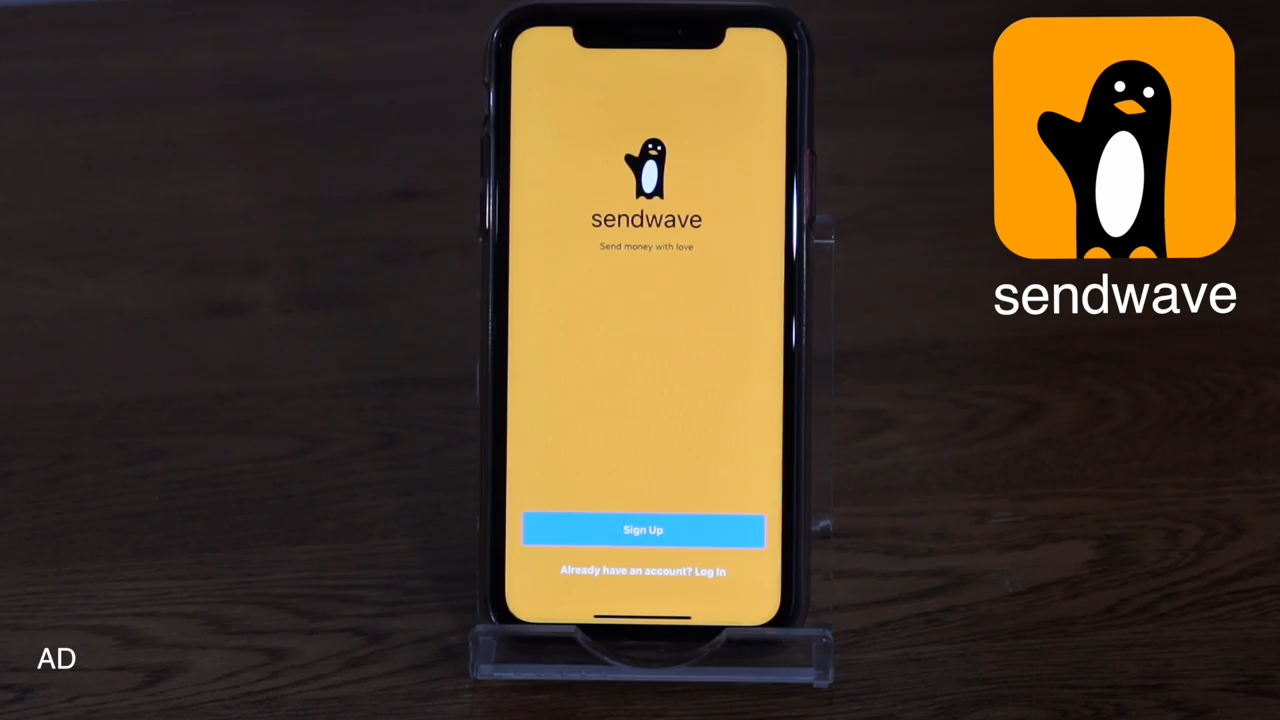 sendwave
Send money with love
Sign Up
Already have an account? Log In
sendwave
AD